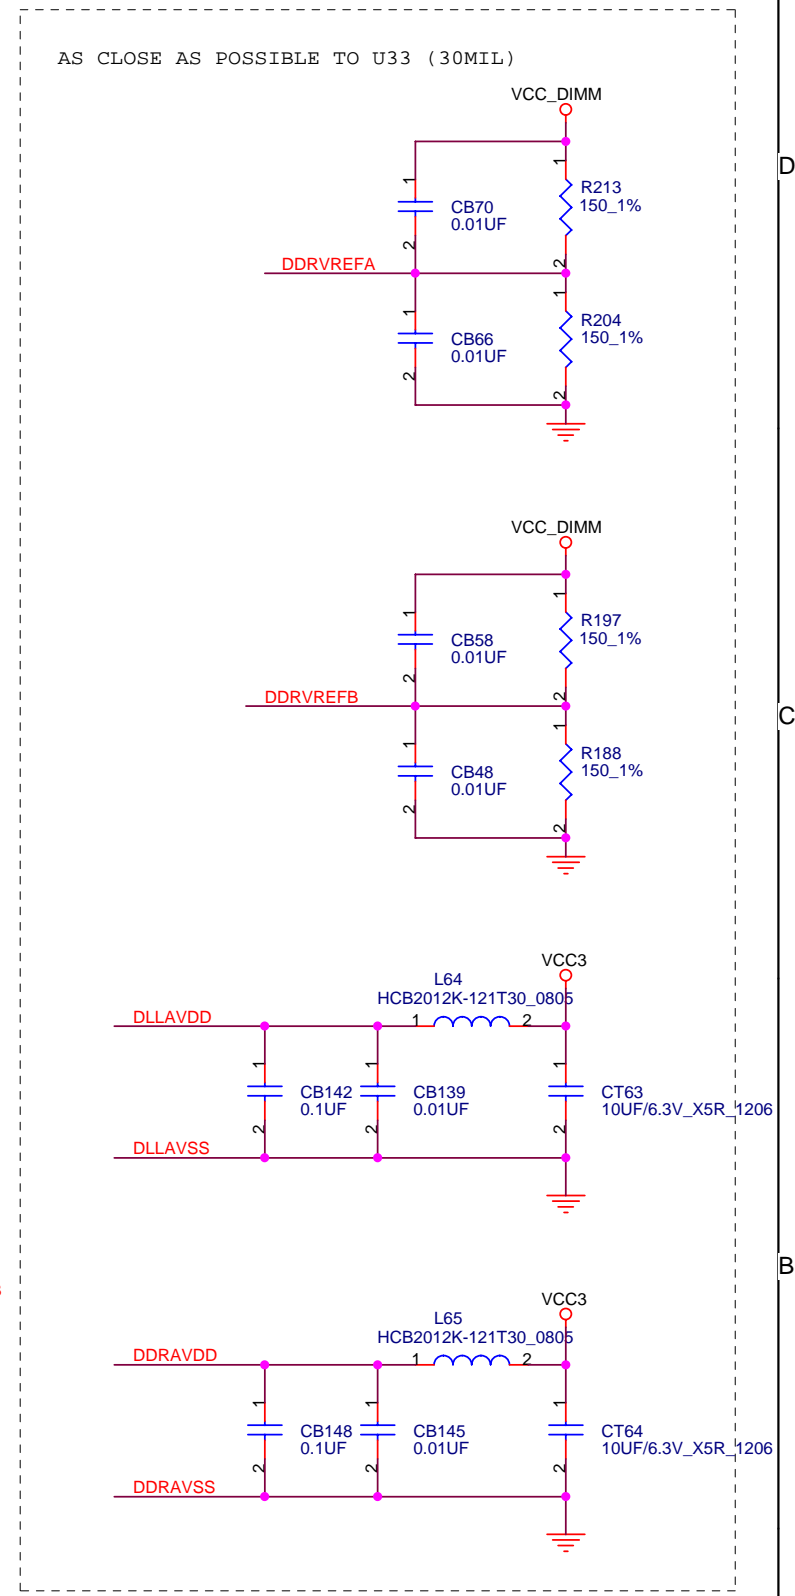 AS CLOSE AS POSSIBLE TO U33 (30MIL)
VCC_DIMM
D
1
1
R213
150_1%
CB70
0.01UF
2
2
DDRVREFA
1
1
R204
150_1%
CB66
0.01UF
2
2
VCC_DIMM
1
1
R197
150_1%
CB58
0.01UF
2
2
DDRVREFB
C
1
1
R188
150_1%
CB48
0.01UF
2
2
VCC3
L64
HCB2012K-121T30_0805
DLLAVDD
1 2
1 1 1
CB142 CB139 CT63
0.1UF 0.01UF 10UF/6.3V_X5R_1206
2 2 2
DLLAVSS
B
VCC3
L65
HCB2012K-121T30_0805
DDRAVDD
1 2
1 1 1
CB148 CB145 CT64
0.1UF 0.01UF 10UF/6.3V_X5R_1206
2 2 2
DDRAVSS